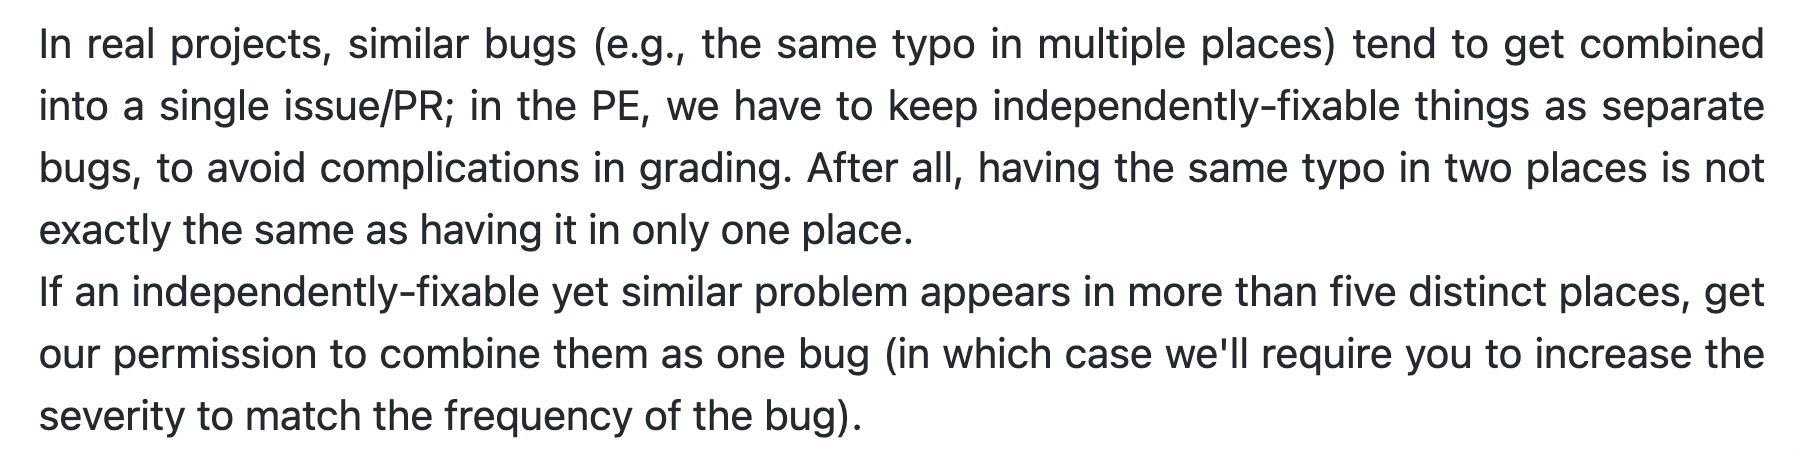 In real projects, similar bugs (e.g., the same typo in multiple places) tend to get combined
into a single issue/PR; in the PE, we have to keep independently-fixable things as separate
bugs, to avoid complications in grading. After all, having the same typo in two places is not
exactly the same as having it in only one place.
If an independently-fixable yet similar problem appears in more than five distinct places, get
our permission to combine them as one bug (in which case we'll require you to increase the
severity to match the frequency of the bug).